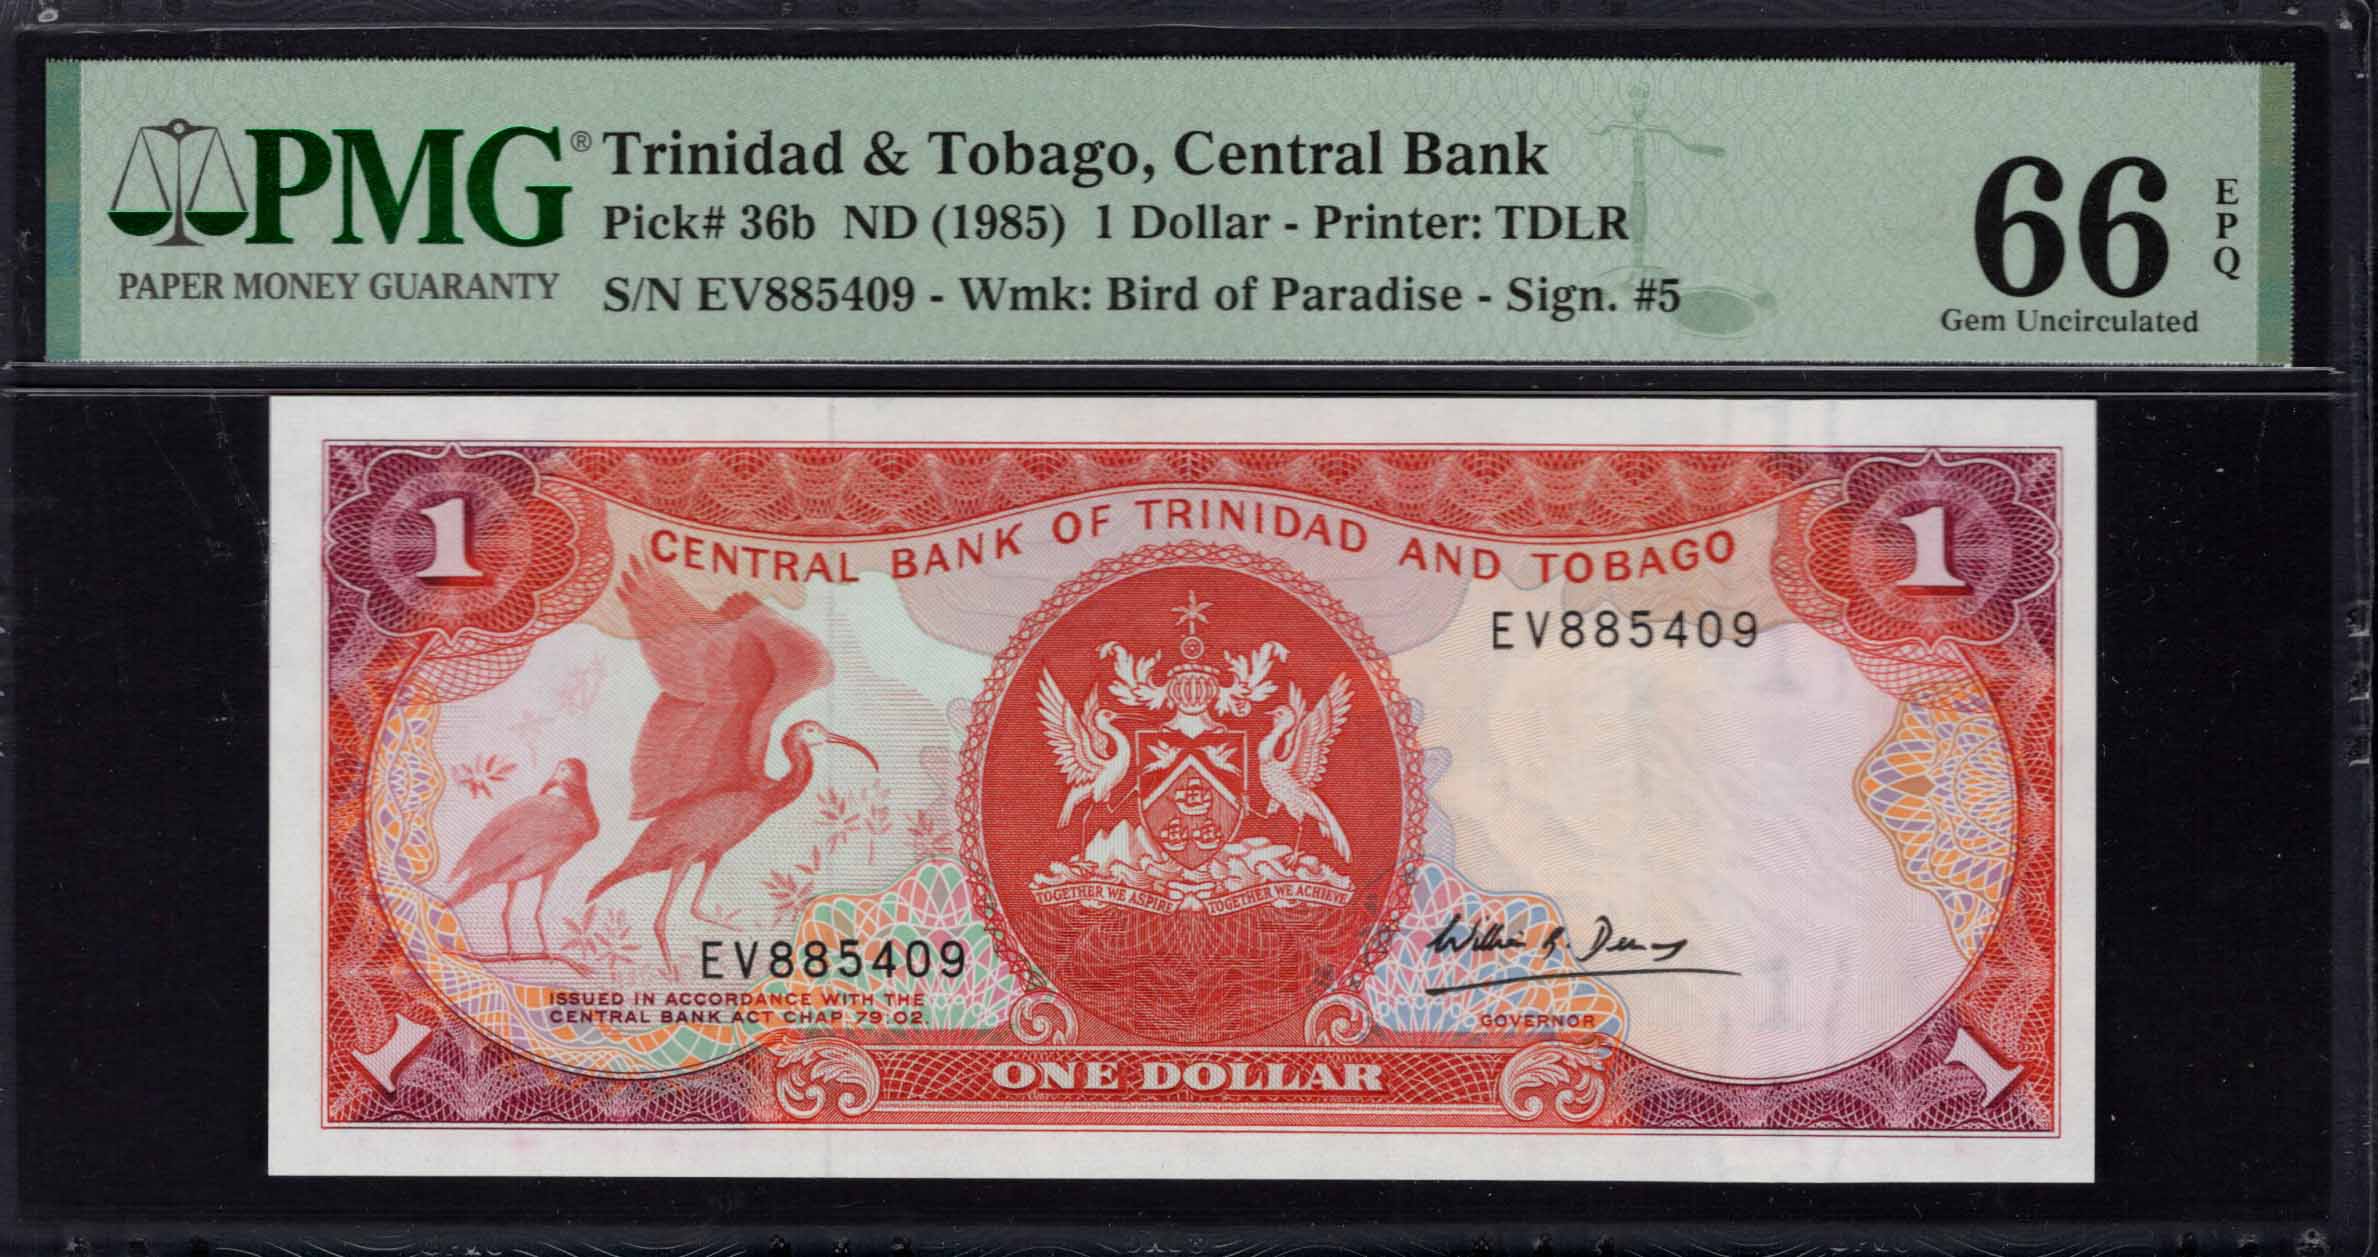 PMG®
PAPER MONEY GUARANTY
Trinidad & Tobago, Central Bank
Pick# 36b ND (1985) 1 Dollar - Printer: TDLR
S/N EV885409 - Wmk: Bird of Paradise - Sign. #5
66
EPQ
Gem Uncirculated
1
1
CENTRAL BANK OF TRINIDAD AND TOBAGO
EV885409
TOGETHER WE ASPIRE TOGETHER WE ACHIEVE
EV885409
ISSUED IN ACCORDANCE WITH THE
CENTRAL BANK ACT CHAP. 79:02.
GOVERNOR
1
ONE DOLLAR
1